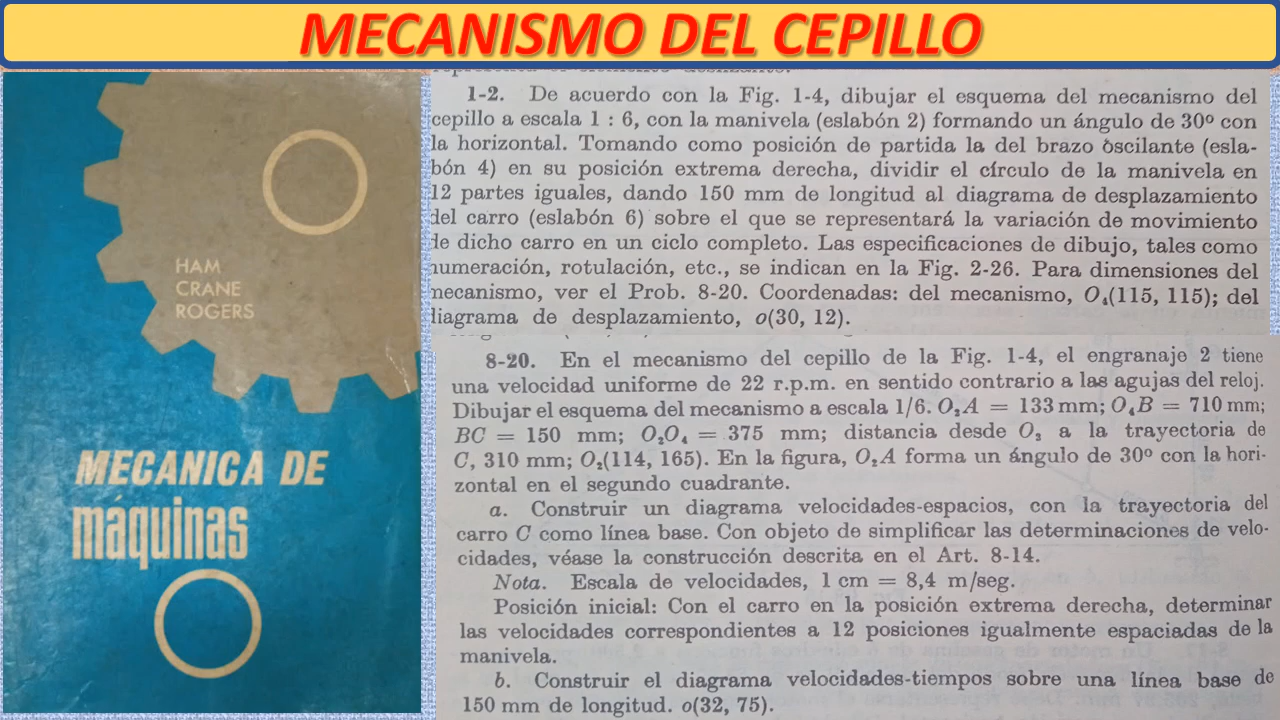 MECANISMO DEL CEPILLO
HAM
CRANE
ROGERS
MECANICA DE
máquinas
1-2. De acuerdo con la Fig. 1-4, dibujar el esquema del mecanismo del
cepillo a escala 1 : 6, con la manivela (eslabón 2) formando un ángulo de 30º con
la horizontal. Tomando como posición de partida la del brazo oscilante (esla-
bón 4) en su posición extrema derecha, dividir el círculo de la manivela en
12 partes iguales, dando 150 mm de longitud al diagrama de desplazamiento
del carro (eslabón 6) sobre el que se representará la variación de movimiento
de dicho carro en un ciclo completo. Las especificaciones de dibujo, tales como
numeración, rotulación, etc., se indican en la Fig. 2-26. Para dimensiones del
mecanismo, ver el Prob. 8-20. Coordenadas: del mecanismo, O₄(115, 115); del
diagrama de desplazamiento, o(30, 12).
8-20. En el mecanismo del cepillo de la Fig. 1-4, el engranaje 2 tiene
una velocidad uniforme de 22 r.p.m. en sentido contrario a las agujas del reloj.
Dibujar el esquema del mecanismo a escala 1/6. O₂A = 133 mm; O₄B = 710 mm;
BC = 150 mm; O₂O₄ = 375 mm; distancia desde O₂ a la trayectoria de
C, 310 mm; O₂(114, 165). En la figura, O₂A forma un ángulo de 30º con la hori-
zontal en el segundo cuadrante.
a. Construir un diagrama velocidades-espacios, con la trayectoria del
carro C como línea base. Con objeto de simplificar las determinaciones de velo-
cidades, véase la construcción descrita en el Art. 8-14.
Nota. Escala de velocidades, 1 cm = 8,4 m/seg.
Posición inicial: Con el carro en la posición extrema derecha, determinar
las velocidades correspondientes a 12 posiciones igualmente espaciadas de la
manivela.
b. Construir el diagrama velocidades-tiempos sobre una línea base de
150 mm de longitud. o(32, 75).